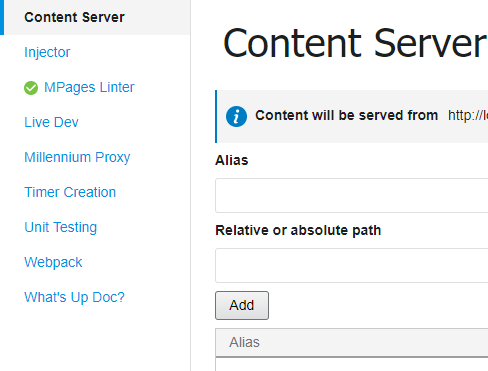 Content Server
Injector
MPages Linter
Live Dev
Millennium Proxy
Timer Creation
Unit Testing
Webpack
What's Up Doc?
Content Server
Content will be served from http://l
Alias
Relative or absolute path
Add
Alias